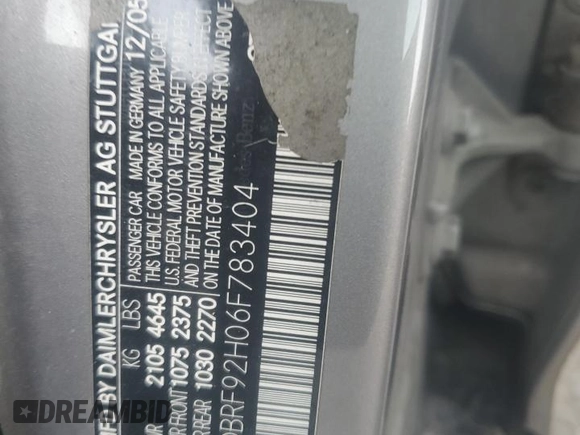 BY DAIMLERCHRYSLER AG STUTTGA
KG LBS PASSENGER CAR MADE IN GERMANY 12/05
2105 4645 THIS VEHICLE CONFORMS TO ALL APPLICABLE
FRONT 1075 2375 U.S. FEDERAL MOTOR VEHICLE SAFETY
AND THEFT PREVENTION STANDARDS EFFECT
REAR 1030 2270 ON THE DATE OF MANUFACTURE SHOWN ABOVE
BRF92H06F783404
DREAMBID